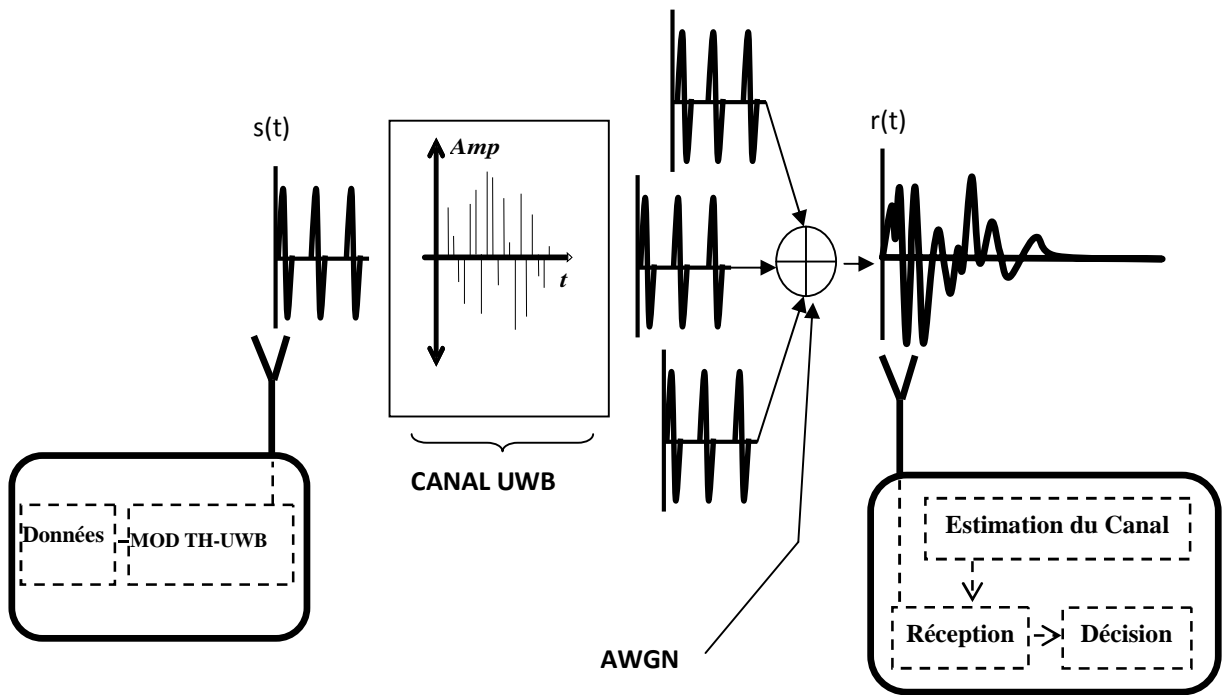 s(t)
Amp
t
r(t)
CANAL UWB
Données
MOD TH-UWB
Estimation du Canal
Réception
Décision
AWGN